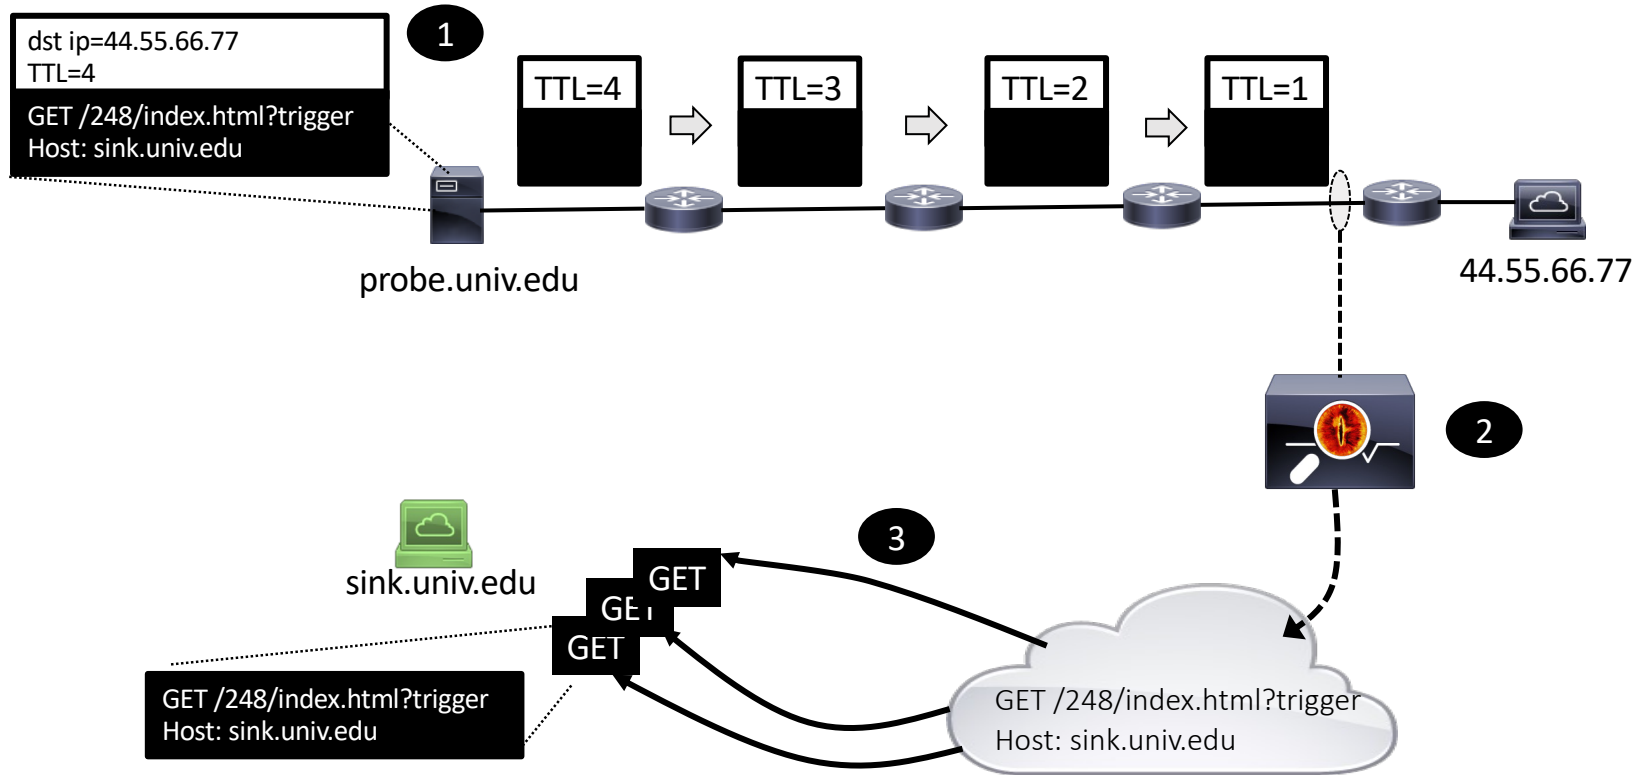 dst ip=44.55.66.77
TTL=4
GET /248/index.html?trigger
Host: sink.univ.edu
1
TTL=4
TTL=3
TTL=2
TTL=1
probe.univ.edu
44.55.66.77
2
3
sink.univ.edu
GET
GET
GET
GET /248/index.html?trigger
Host: sink.univ.edu
GET /248/index.html?trigger
Host: sink.univ.edu